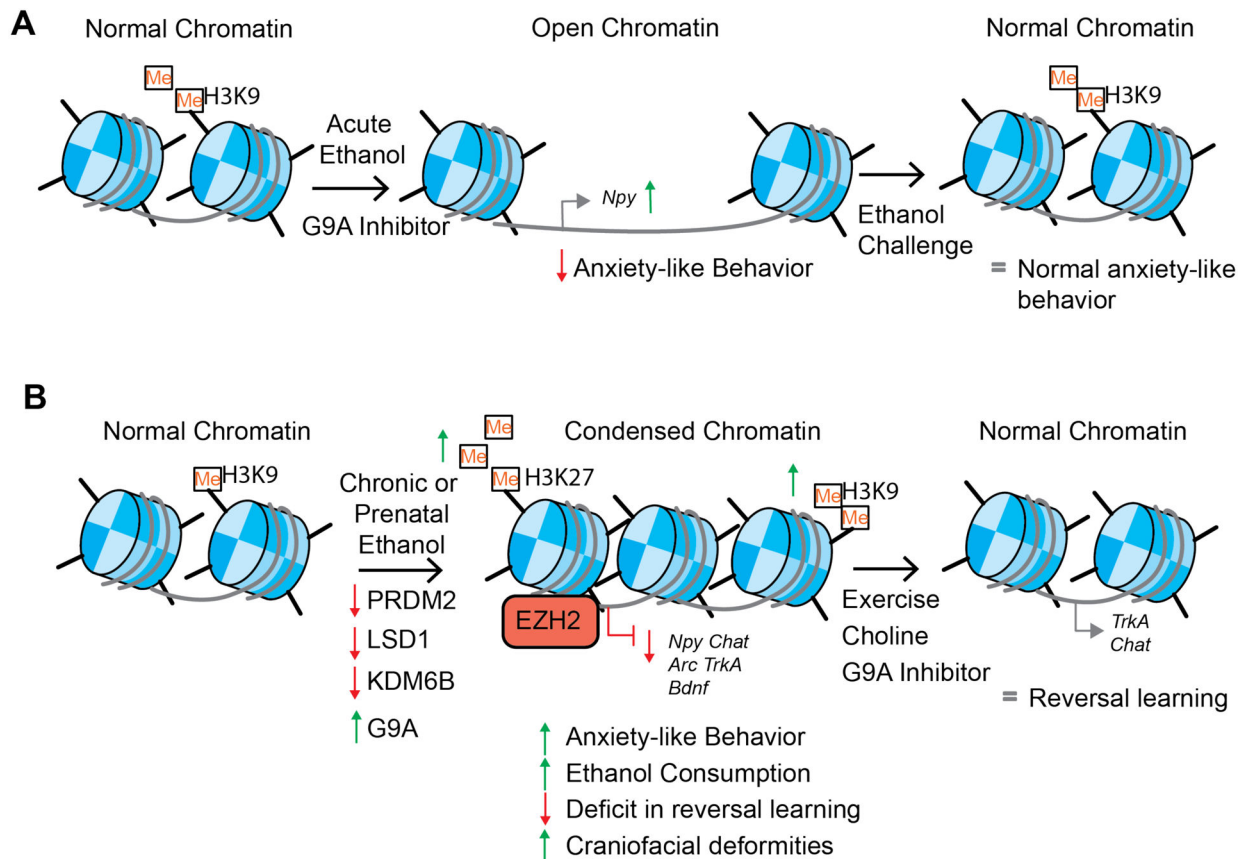 A
Normal Chromatin
Open Chromatin
Normal Chromatin
Me
Me H3K9
Acute
Ethanol
G9A Inhibitor
Npy
Anxiety-like Behavior
Ethanol
Challenge
Me
Me H3K9
= Normal anxiety-like
behavior
B
Normal Chromatin
Condensed Chromatin
Normal Chromatin
Me H3K9
Chronic or
Prenatal
Ethanol
PRDM2
LSD1
KDM6B
G9A
Me
Me
Me H3K27
Me H3K9
Me
EZH2
Npy Chat
Arc TrkA
Bdnf
Anxiety-like Behavior
Ethanol Consumption
Deficit in reversal learning
Craniofacial deformities
Exercise
Choline
G9A Inhibitor
TrkA
Chat
= Reversal learning